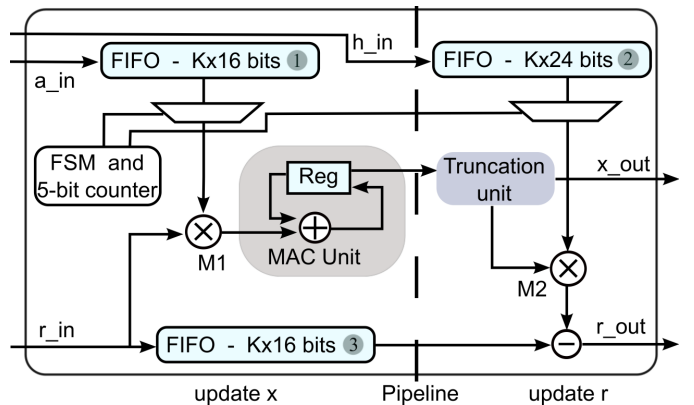 h_in
FIFO - Kx16 bits 1
FIFO - Kx24 bits 2
a_in
FSM and
5-bit counter
Reg
Truncation
unit
x_out
M1
MAC Unit
M2
r_in
r_out
FIFO - Kx16 bits 3
update x
Pipeline
update r